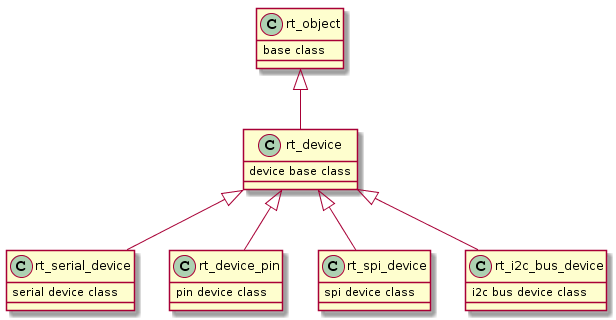 C rt_object
base class
C rt_device
device base class
C rt_serial_device
serial device class
C rt_device_pin
pin device class
C rt_spi_device
spi device class
C rt_i2c_bus_device
i2c bus device class